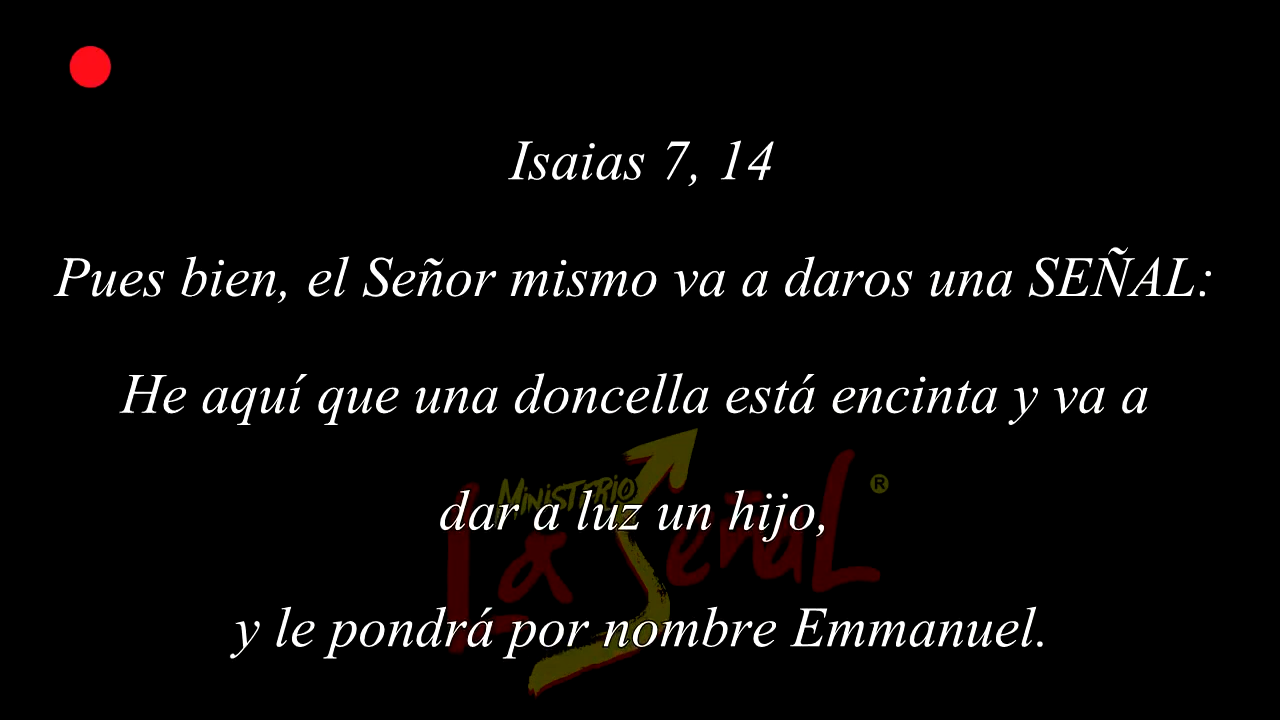 Isaias 7, 14
Pues bien, el Señor mismo va a daros una SEÑAL:
He aquí que una doncella está encinta y va a
MINISTERIO
dar a luz un hijo,
La Señal ®
y le pondrá por nombre Emmanuel.